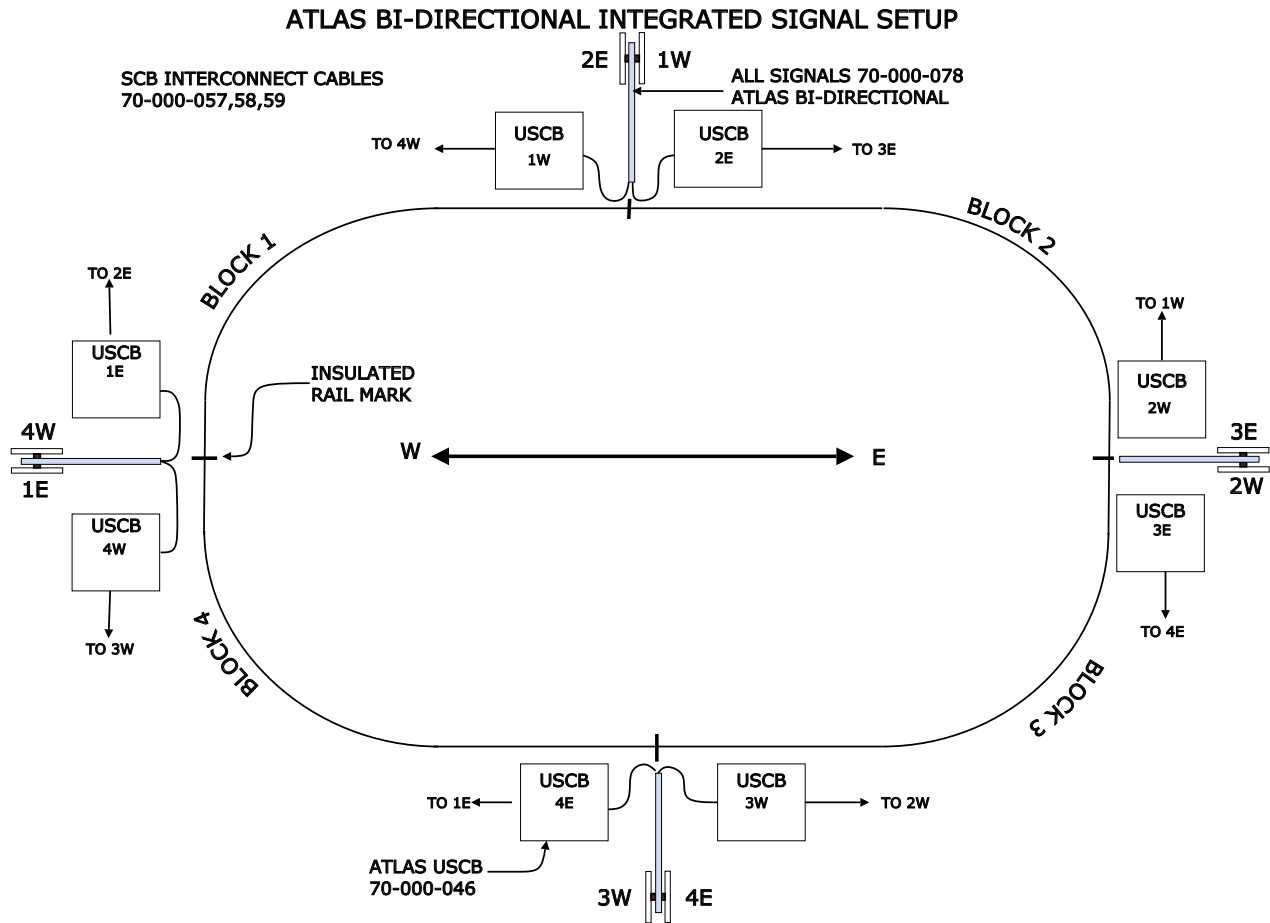 ATLAS BI-DIRECTIONAL INTEGRATED SIGNAL SETUP
2E
1W
SCB INTERCONNECT CABLES
70-000-057,58,59
ALL SIGNALS 70-000-078
ATLAS BI-DIRECTIONAL
TO 4W
USCB
1W
USCB
2E
TO 3E
BLOCK 1
BLOCK 2
TO 2E
USCB
1E
INSULATED
RAIL MARK
TO 1W
USCB
2W
4W
1E
W
E
3E
2W
USCB
4W
TO 3W
USCB
3E
TO 4E
BLOCK 4
BLOCK 3
TO 1E
USCB
4E
USCB
3W
TO 2W
ATLAS USCB
70-000-046
3W
4E